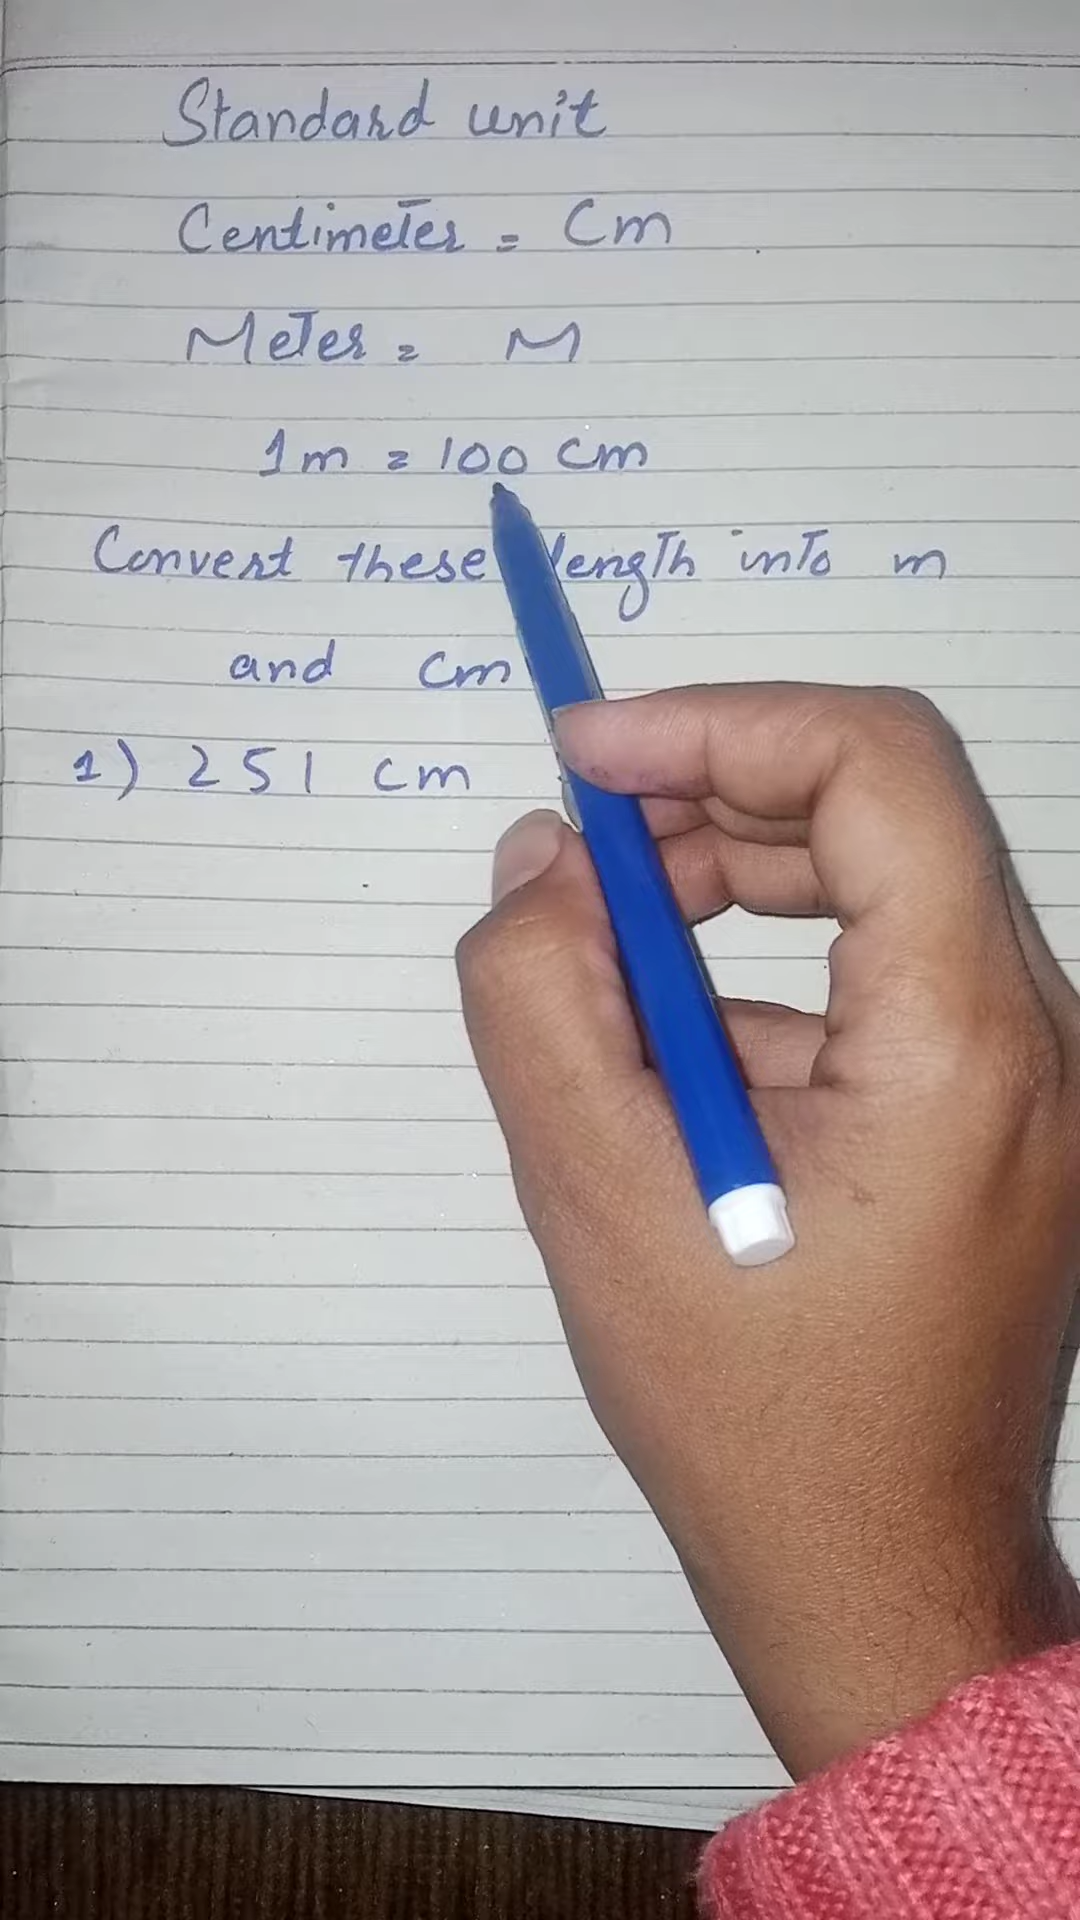 Standard unit
Centimeter = Cm
Meter = M
1m = 100 cm
Convert these length into m
and cm
1) 251 cm